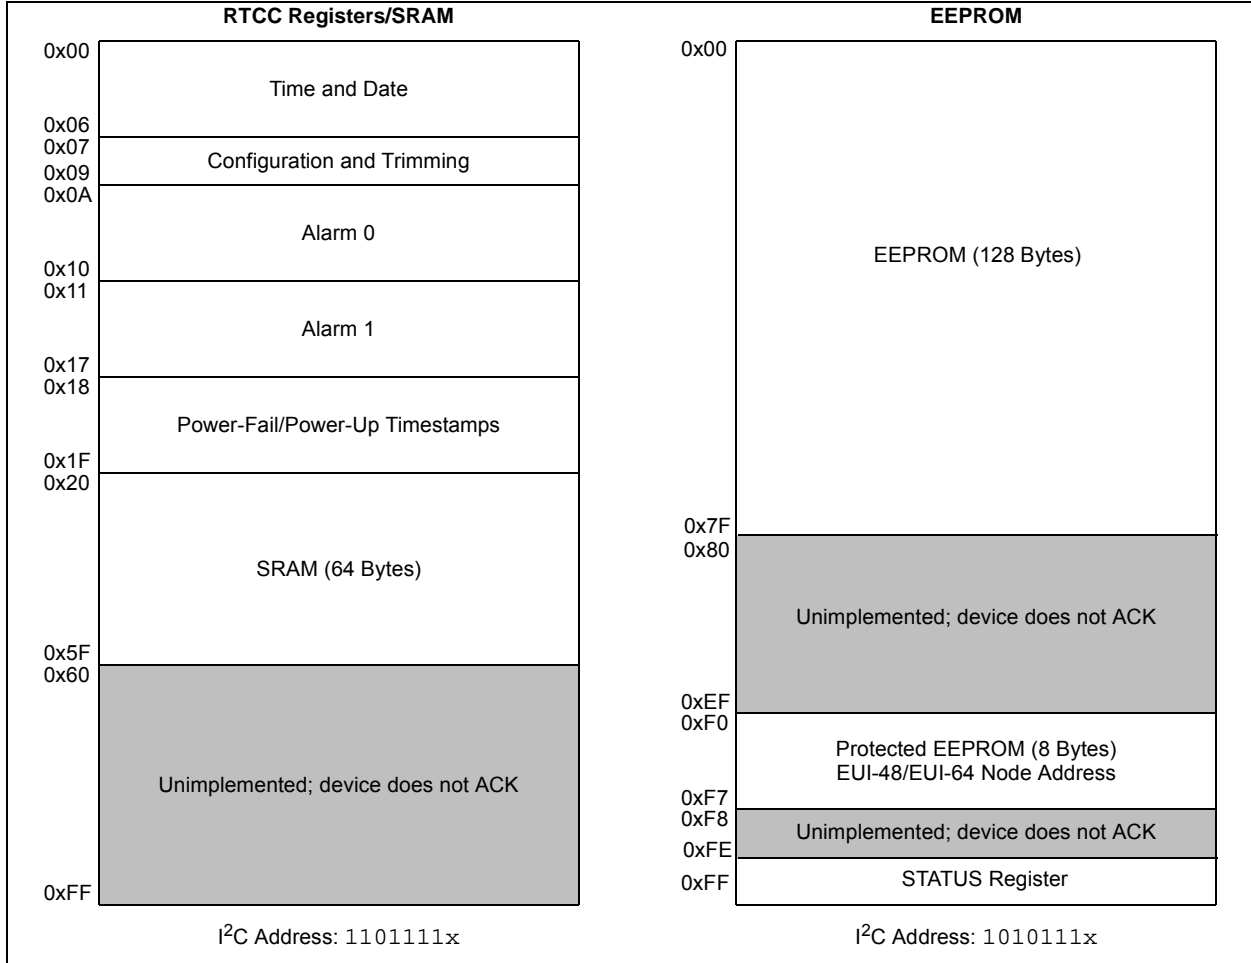 RTCC Registers/SRAM
0x00
Time and Date
0x06
0x07
Configuration and Trimming
0x09
0x0A
Alarm 0
0x10
0x11
Alarm 1
0x17
0x18
Power-Fail/Power-Up Timestamps
0x1F
0x20
SRAM (64 Bytes)
0x5F
0x60
Unimplemented; device does not ACK
0xFF
I2C Address: 1101111x
EEPROM
0x00
EEPROM (128 Bytes)
0x7F
0x80
Unimplemented; device does not ACK
0xEF
0xF0
Protected EEPROM (8 Bytes)
EUI-48/EUI-64 Node Address
0xF7
0xF8
Unimplemented; device does not ACK
0xFE
0xFF
STATUS Register
I2C Address: 1010111x